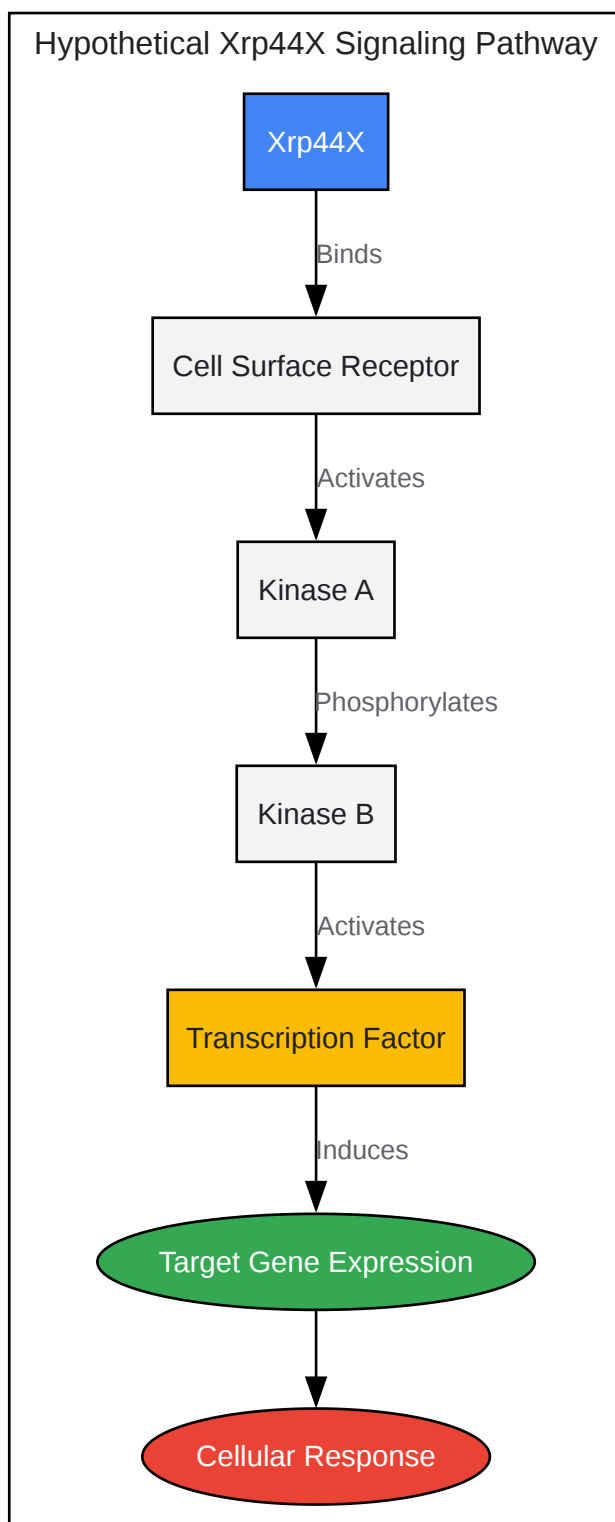 Hypothetical Xrp44X Signaling Pathway
Xrp44X
Binds
Cell Surface Receptor
Activates
Kinase A
Phosphorylates
Kinase B
Activates
Transcription Factor
Induces
Target Gene Expression
Cellular Response